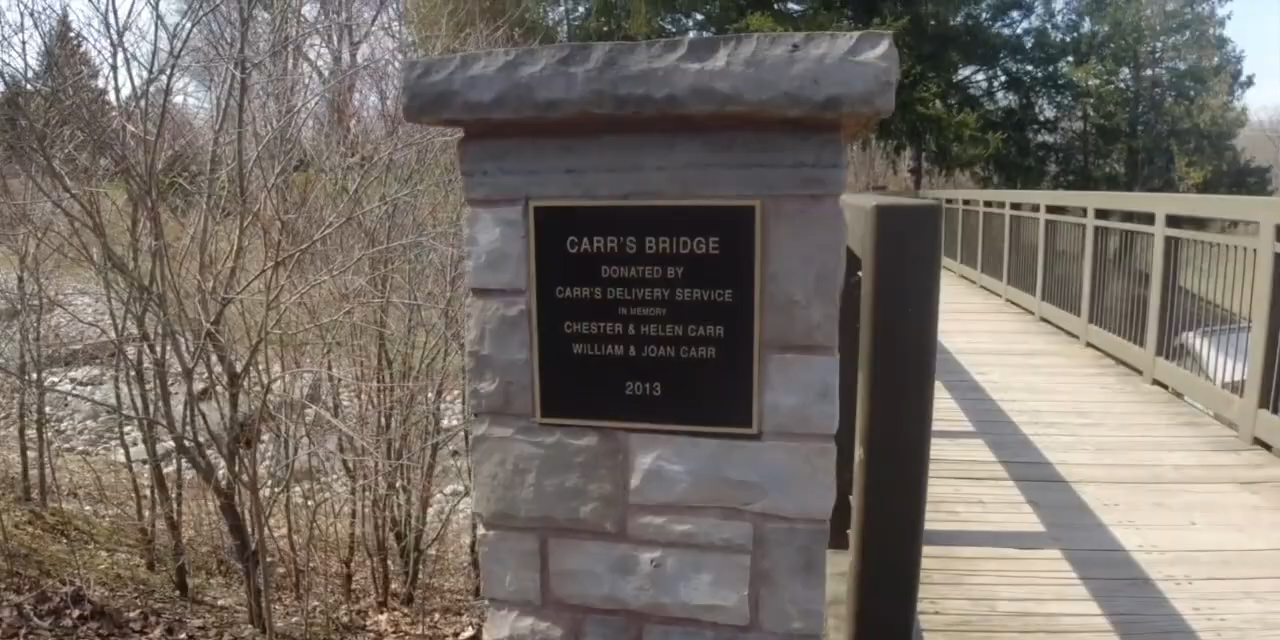 CARR'S BRIDGE
DONATED BY
CARR'S DELIVERY SERVICE
IN MEMORY
CHESTER & HELEN CARR
WILLIAM & JOAN CARR
2013